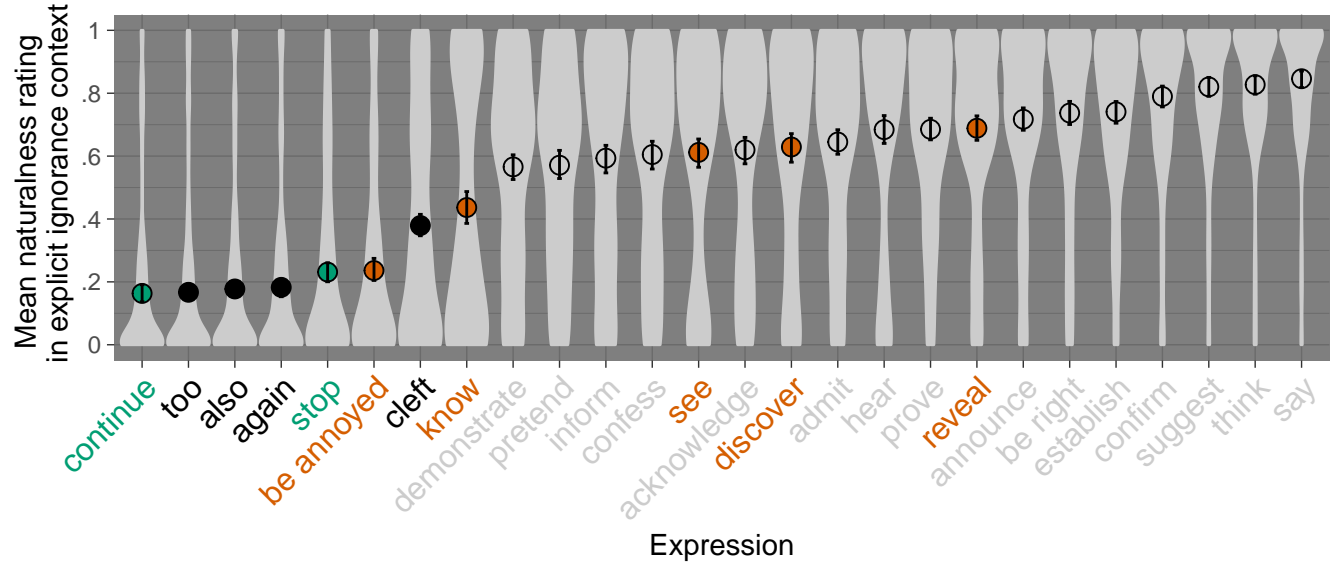 Mean naturalness rating
in explicit ignorance context
1
.8
.6
.4
.2
0
continue
too
also
again
stop
be annoyed
cleft
know
demonstrate
pretend
inform
confess
see
acknowledge
discover
admit
hear
prove
reveal
announce
be right
establish
confirm
suggest
think
say
Expression